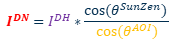 I^DN = I^DH * cos(θ^SunZen) / cos(θ^AOI)